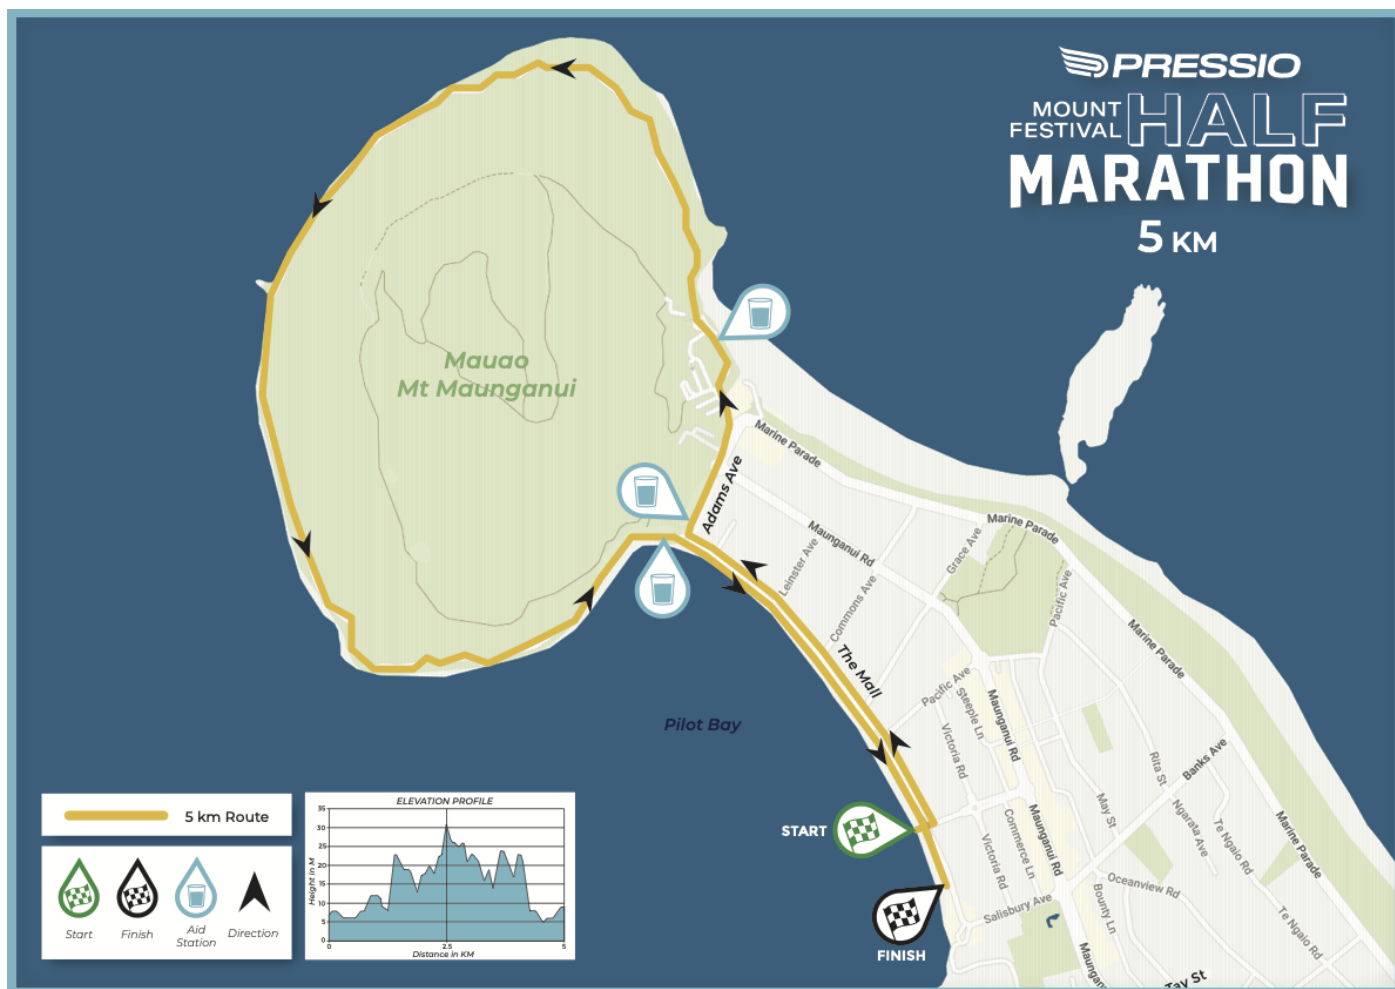 PRESSIO
MOUNT
FESTIVAL
HALF
MARATHON
5 KM
Mauao
Mt Maunganui
Marine Parade
Adams Ave
Maunganui Rd
Leinster Ave
Commons Ave
Grace Ave
Marine Parade
Pacific Ave
Marine Parade
The Mall
Pacific Ave
Steeple Ln
Maunganui Rd
Victoria Rd
Pilot Bay
Banks Ave
Rita St
May St
Ngarata Ave
Te Ngaio Rd
Marine Parade
Commerce Ln
Maunganui Rd
Victoria Rd
Oceanview Rd
Bounty Ln
Salisbury Ave
Te Ngaio Rd
Maungan
Tay St
START
FINISH
5 km Route
Start
Finish
Aid
Station
Direction
ELEVATION PROFILE
Height in M
35
30
25
20
15
10
5
0
0
2.5
5
Distance in KM